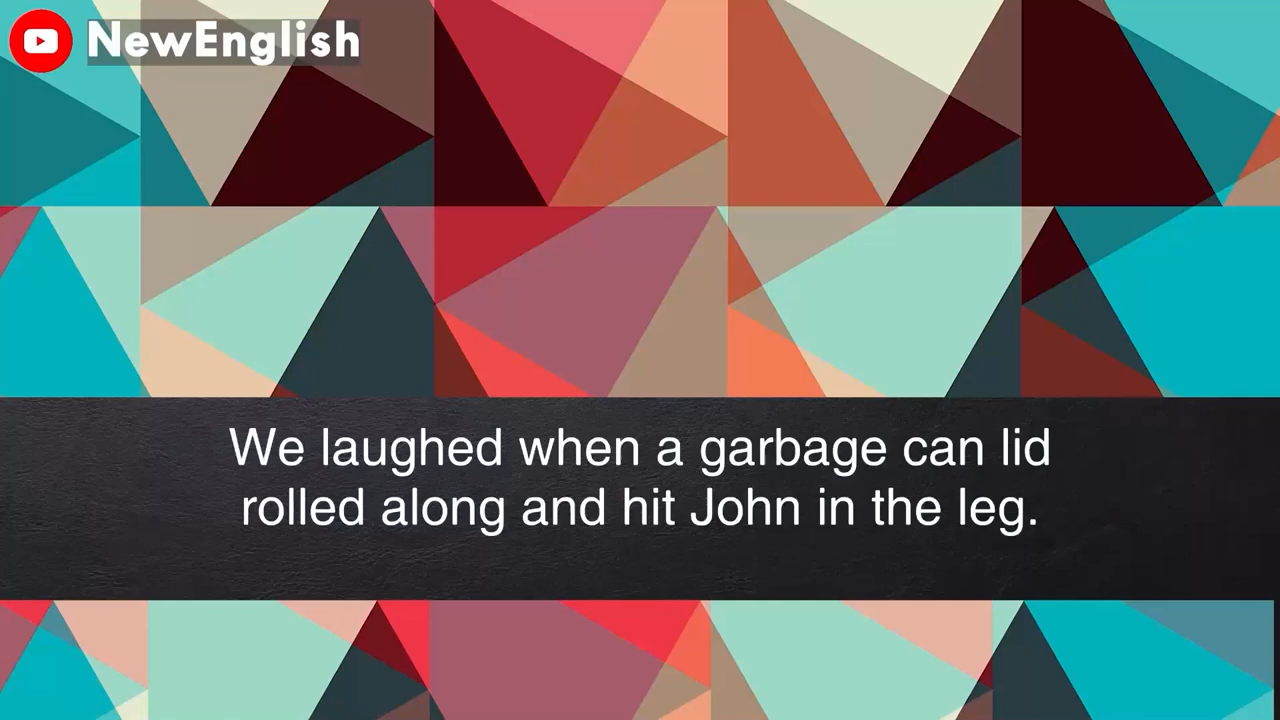 NewEnglish
We laughed when a garbage can lid
rolled along and hit John in the leg.